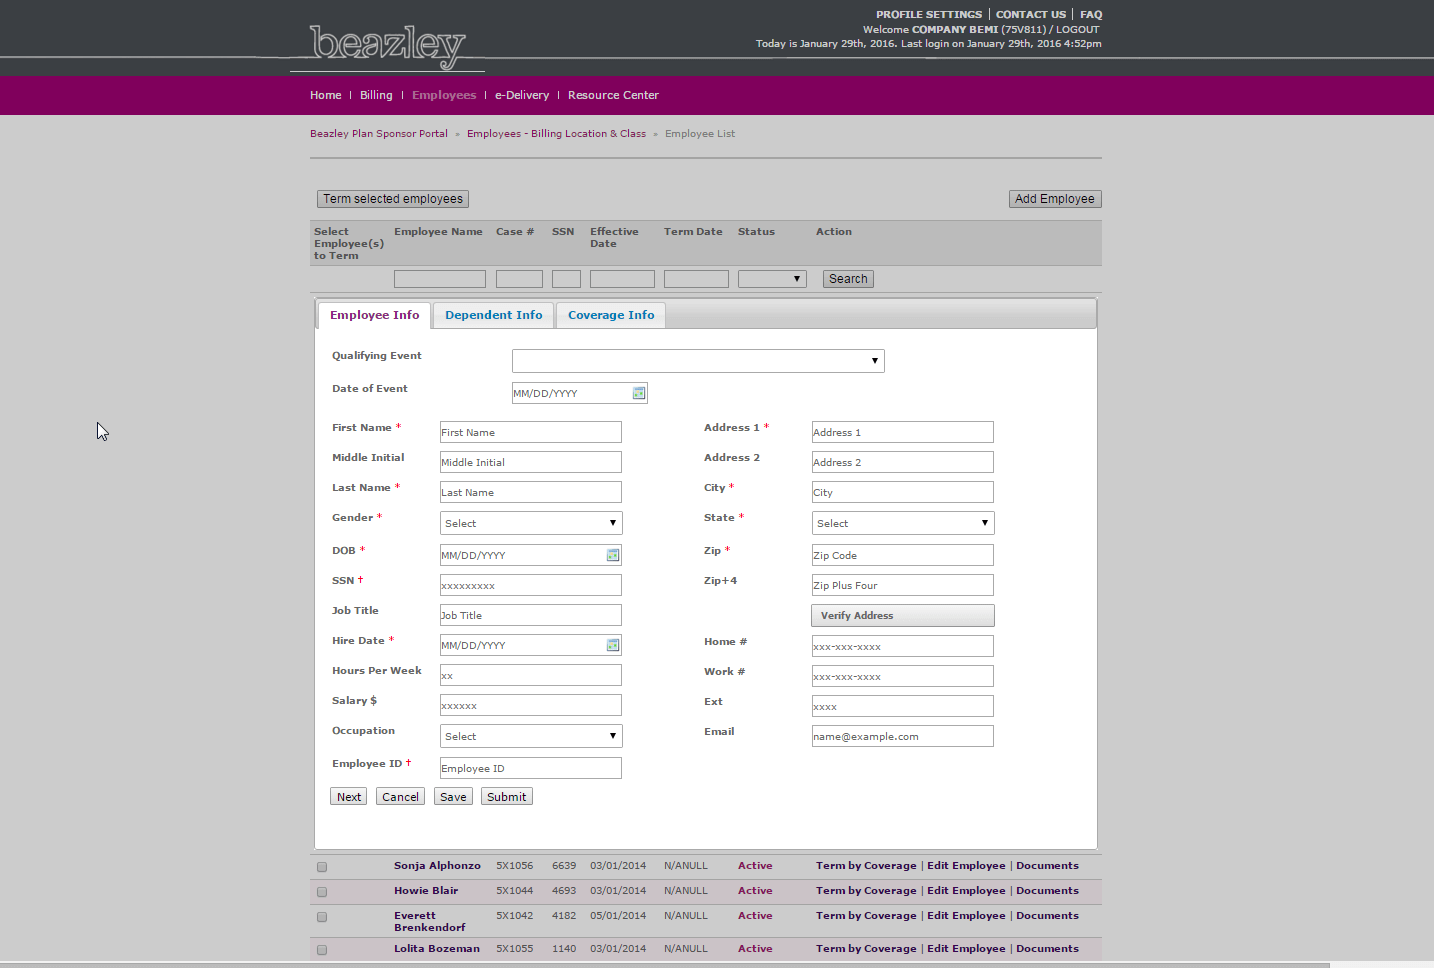 PROFILE SETTINGS | CONTACT US | FAQ
beazley
Welcome COMPANY BEMI (75V811) / LOGOUT
Today is January 29th, 2016. Last login on January 29th, 2016 4:52pm
Home | Billing | Employees | e-Delivery | Resource Center
Beazley Plan Sponsor Portal » Employees - Billing Location & Class » Employee List
Term selected employees
Add Employee
Select Employee Name Case # SSN Effective Term Date Status Action
Employee(s) Date
to Term
Search
Employee Info Dependent Info Coverage Info
Qualifying Event
Date of Event MM/DD/YYYY
First Name * First Name Address 1 * Address 1
Middle Initial Middle Initial Address 2 Address 2
Last Name * Last Name City * City
Gender * Select State * Select
DOB * MM/DD/YYYY Zip * Zip Code
SSN † xxxxxxxxx Zip+4 Zip Plus Four
Job Title Job Title Verify Address
Hire Date * MM/DD/YYYY Home # xxx-xxx-xxxx
Hours Per Week xx Work # xxx-xxx-xxxx
Salary $ xxxxxx Ext xxxx
Occupation Select Email name@example.com
Employee ID † Employee ID
Next Cancel Save Submit
Sonja Alphonzo 5X1056 6639 03/01/2014 N/ANULL Active Term by Coverage | Edit Employee | Documents
Howie Blair 5X1044 4693 03/01/2014 N/ANULL Active Term by Coverage | Edit Employee | Documents
Everett 5X1042 4182 05/01/2014 N/ANULL Active Term by Coverage | Edit Employee | Documents
Brenkendorf
Lolita Bozeman 5X1055 1140 03/01/2014 N/ANULL Active Term by Coverage | Edit Employee | Documents